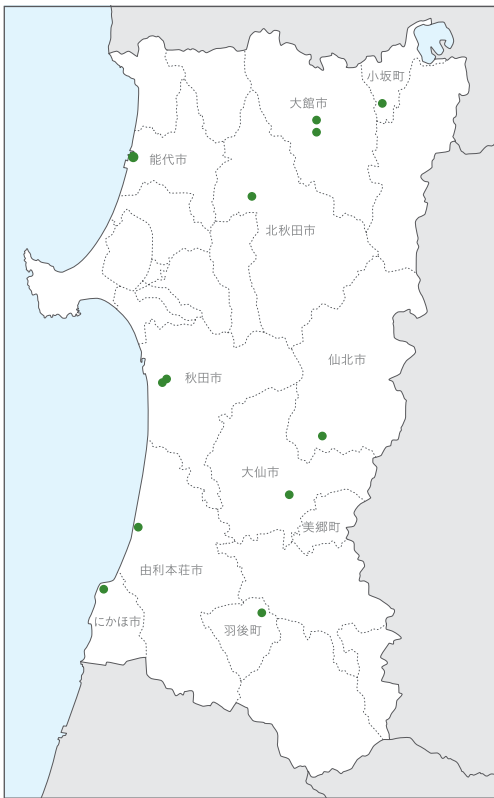 小坂町
大館市
能代市
北秋田市
仙北市
秋田市
大仙市
美郷町
由利本荘市
にかほ市
羽後町